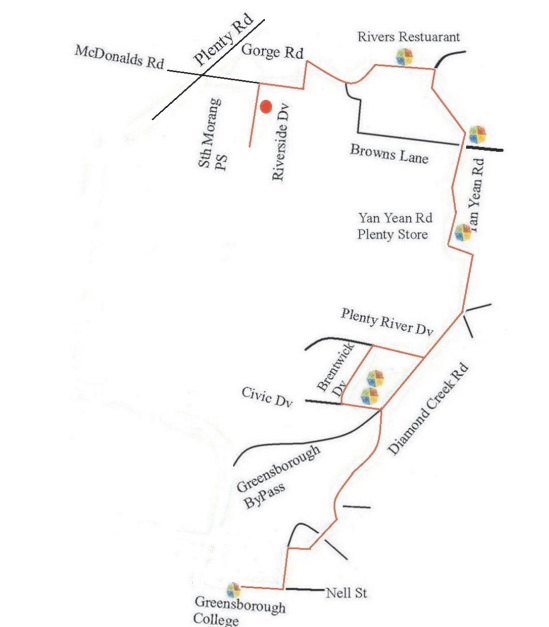 McDonalds Rd
Plenty Rd
Gorge Rd
Rivers Restuarant
Sth Morang
PS
Riverside Dv
Browns Lane
Yan Yean Rd
Yan Yean Rd
Plenty Store
Plenty River Dv
Brentwick
Dv
Civic Dv
Diamond Creek Rd
Greensborough
ByPass
Nell St
Greensborough
College